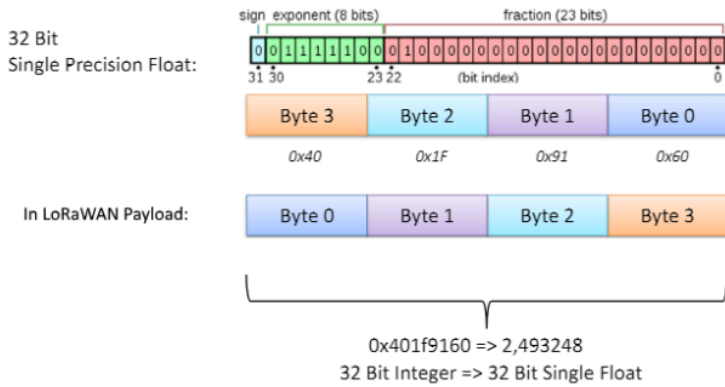 sign exponent (8 bits) fraction (23 bits)
32 Bit
Single Precision Float:
0 0 1 1 1 1 1 0 0 0 1 0 0 0 0 0 0 0 0 0 0 0 0 0 0 0 0 0 0 0 0 0
31 30 23 22 (bit index) 0
Byte 3 Byte 2 Byte 1 Byte 0
0x40 0x1F 0x91 0x60
In LoRaWAN Payload:
Byte 0 Byte 1 Byte 2 Byte 3
0x401f9160 => 2,493248
32 Bit Integer => 32 Bit Single Float